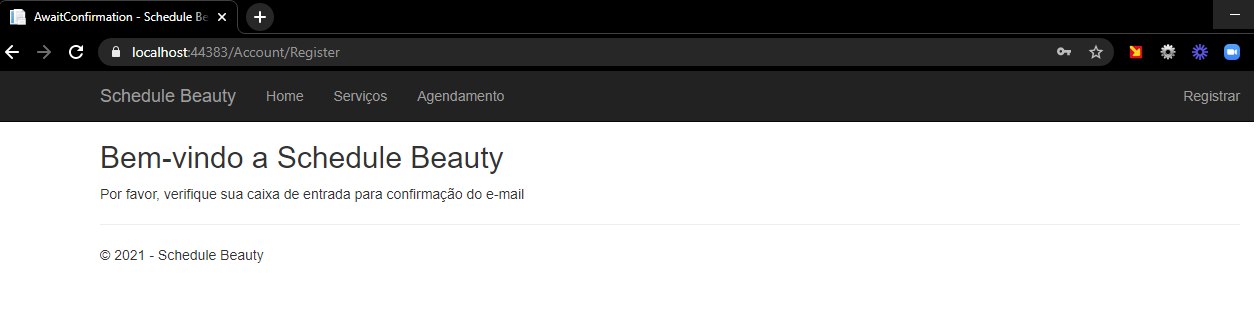 AwaitConfirmation - Schedule Be
localhost:44383/Account/Register
Schedule Beauty Home Serviços Agendamento Registrar
Bem-vindo a Schedule Beauty
Por favor, verifique sua caixa de entrada para confirmação do e-mail
© 2021 - Schedule Beauty